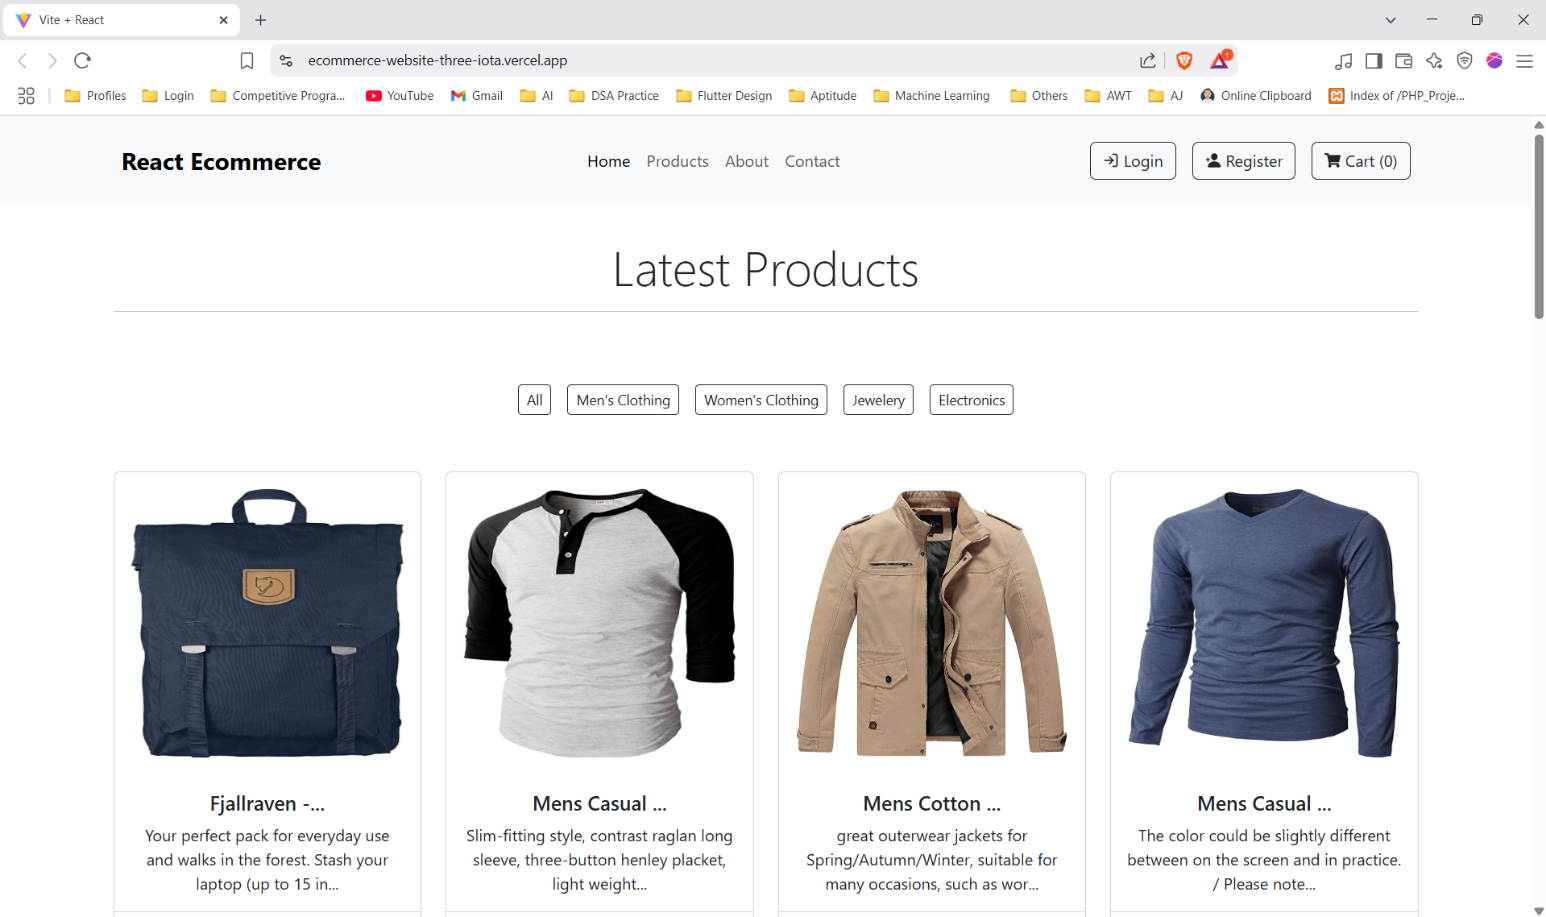 Vite + React
ecommerce-website-three-iota.vercel.app
1
Profiles
Login
Competitive Progra...
YouTube
Gmail
AI
DSA Practice
Flutter Design
Aptitude
Machine Learning
Others
AWT
AJ
Online Clipboard
Index of /PHP_Proje...
React Ecommerce
Home
Products
About
Contact
Login
Register
Cart (0)
Latest Products
All
Men's Clothing
Women's Clothing
Jewelery
Electronics
Fjallraven -...
Your perfect pack for everyday use
and walks in the forest. Stash your
laptop (up to 15 in...
Mens Casual ...
Slim-fitting style, contrast raglan long
sleeve, three-button henley placket,
light weight...
Mens Cotton ...
great outerwear jackets for
Spring/Autumn/Winter, suitable for
many occasions, such as wor...
Mens Casual ...
The color could be slightly different
between on the screen and in practice.
/ Please note...